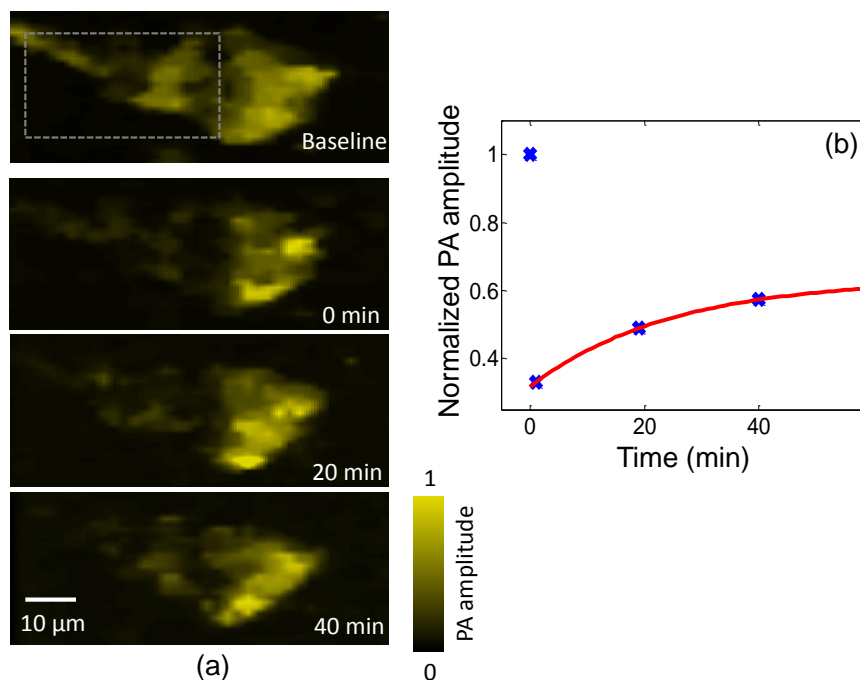 Baseline
0 min
20 min
40 min
10 µm
1
PA amplitude
0
(a)
(b)
Normalized PA amplitude
1
0.8
0.6
0.4
0
20
40
Time (min)